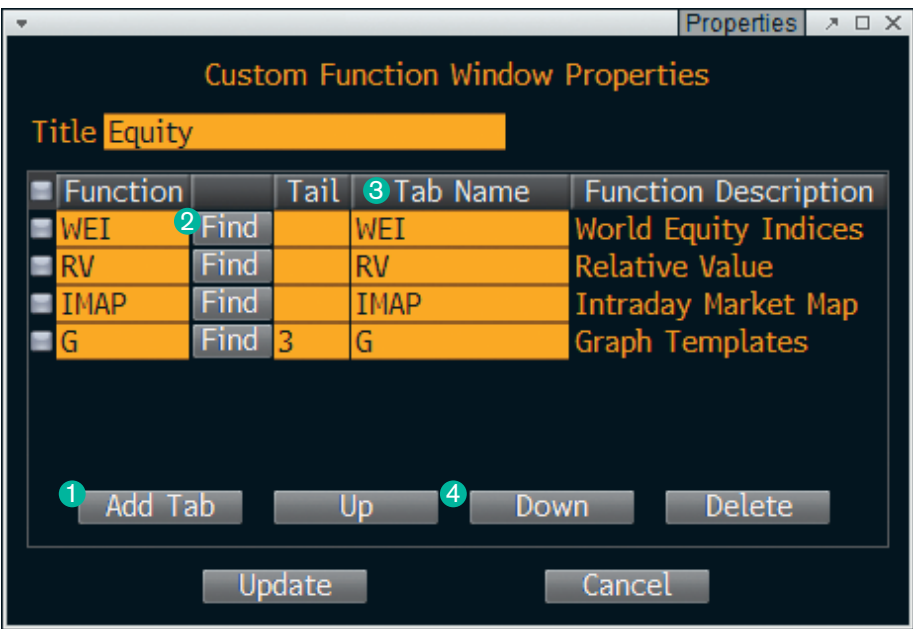 Properties
Custom Function Window Properties
Title Equity
Function Tail 3 Tab Name Function Description
WEI 2 Find WEI World Equity Indices
RV Find RV Relative Value
IMAP Find IMAP Intraday Market Map
G Find 3 G Graph Templates
1 Add Tab Up 4 Down Delete
Update Cancel